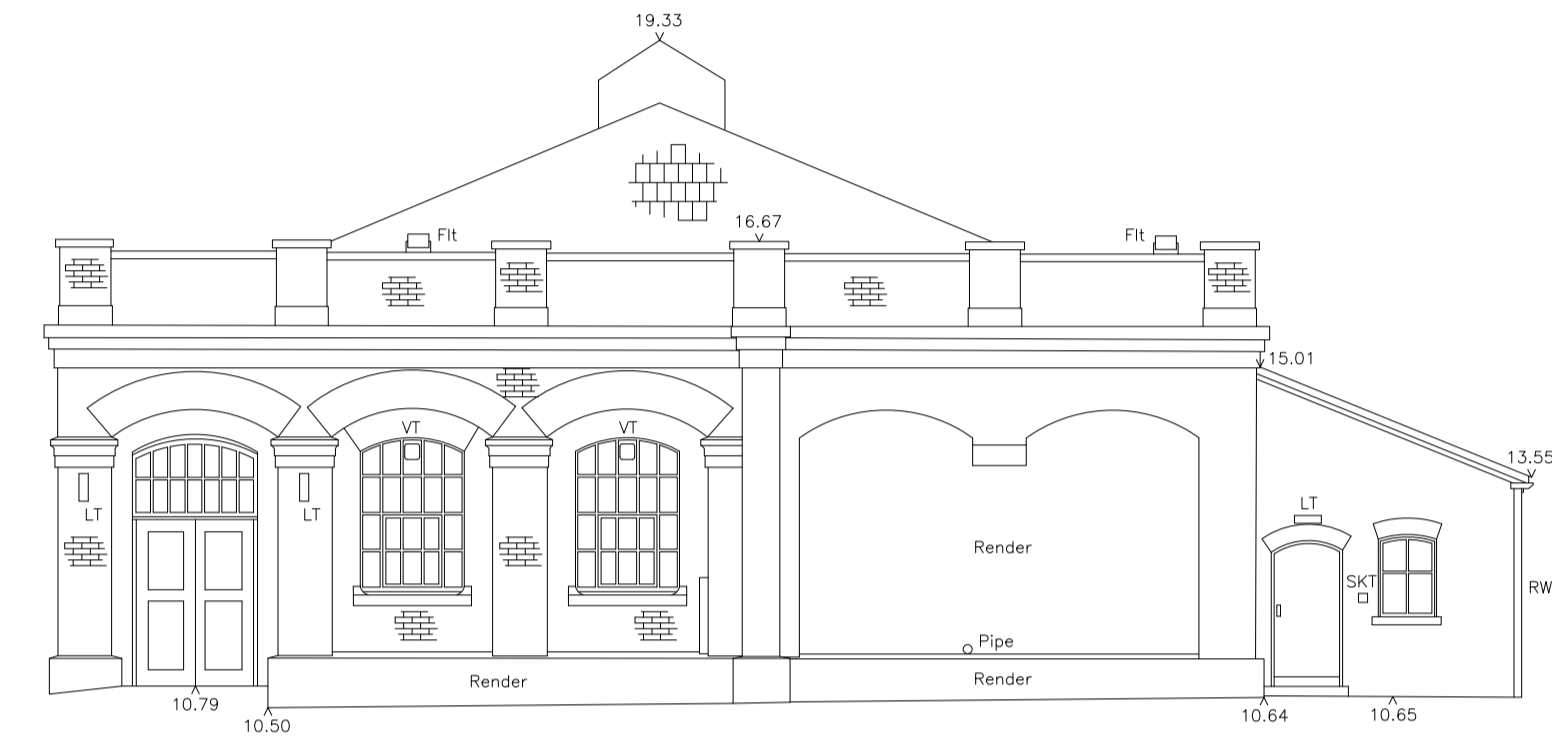 19.33
16.67
Flt
Flt
15.01
13.55
VT
VT
LT
LT
LT
SKT
RW
Render
Pipe
Render
Render
10.79
10.50
10.64
10.65